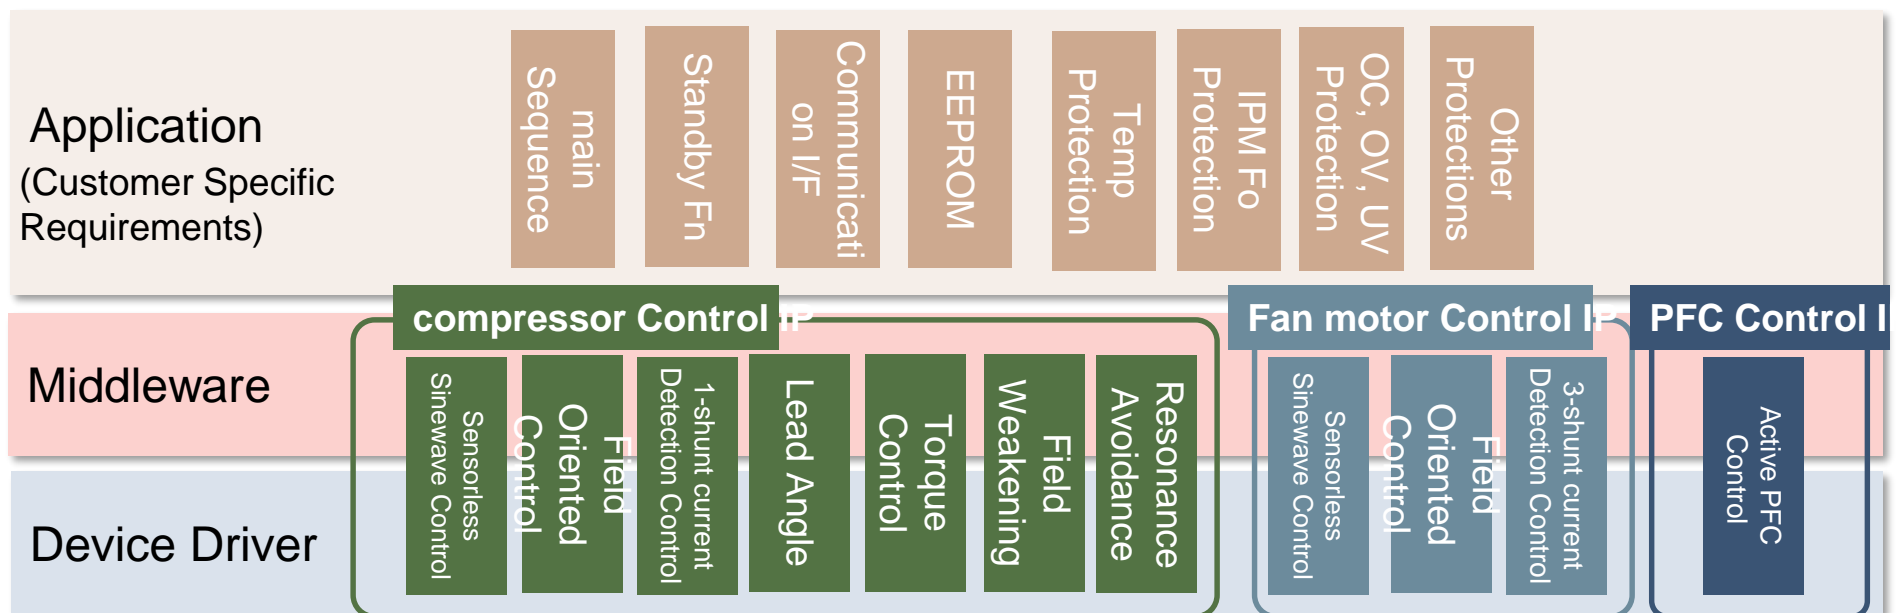 Application
(Customer Specific
Requirements)
main
Sequence
Standby Fn
Communicati
on I/F
EEPROM
Temp
Protection
IPM Fo
Protection
OC, OV, UV
Protection
Other
Protections
compressor Control IP
Fan motor Control IP
PFC Control I
Middleware
Sensorless
Sinewave Control
Field
Oriented
Control
1-shunt current
Detection Control
Lead Angle
Torque
Control
Field
Weakening
Resonance
Avoidance
Sensorless
Sinewave Control
Field
Oriented
Control
3-shunt current
Detection Control
Active PFC
Control
Device Driver